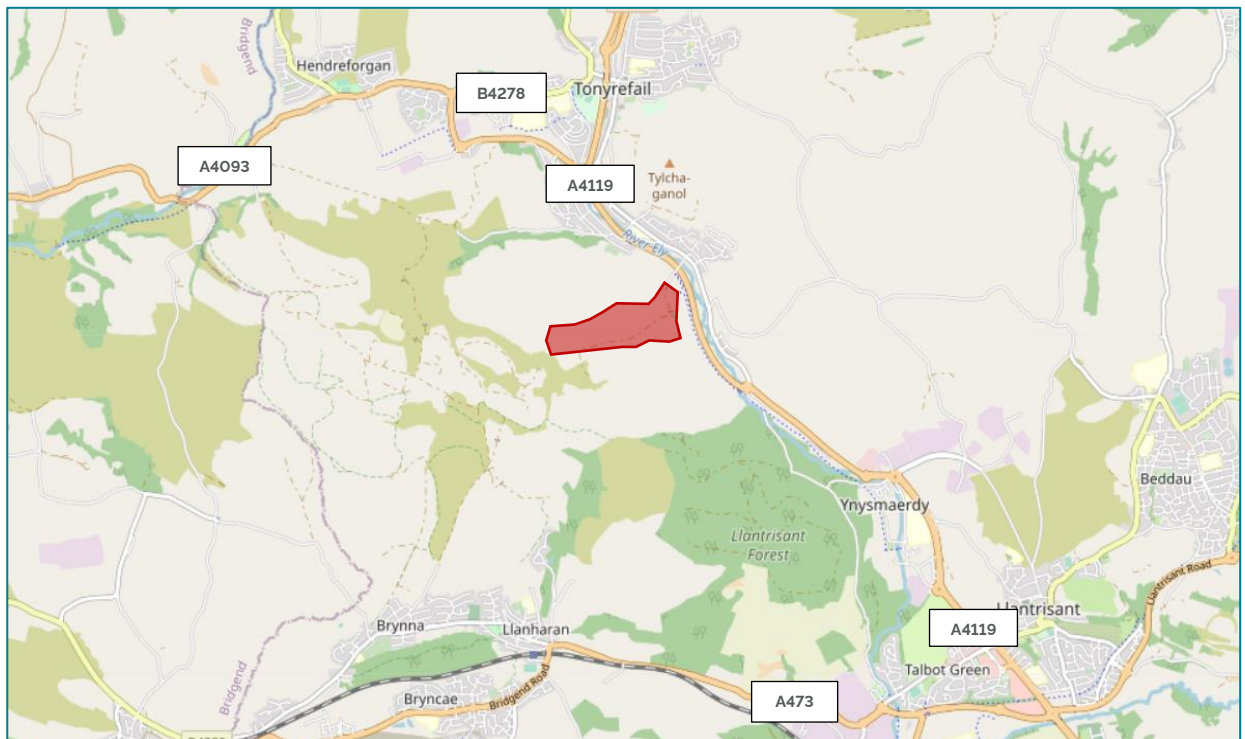 Bridgend
Hendreforgan
B4278
Tonyrefail
A4093
A4119
Tylcha-
ganol
River Ely
Ynysmaerdy
Beddau
Llantrisant
Forest
Llantrisant Road
Llantrisant
Brynna
Llanharan
A4119
Talbot Green
Bridgend
Bryncae
Bridgend Road
A473